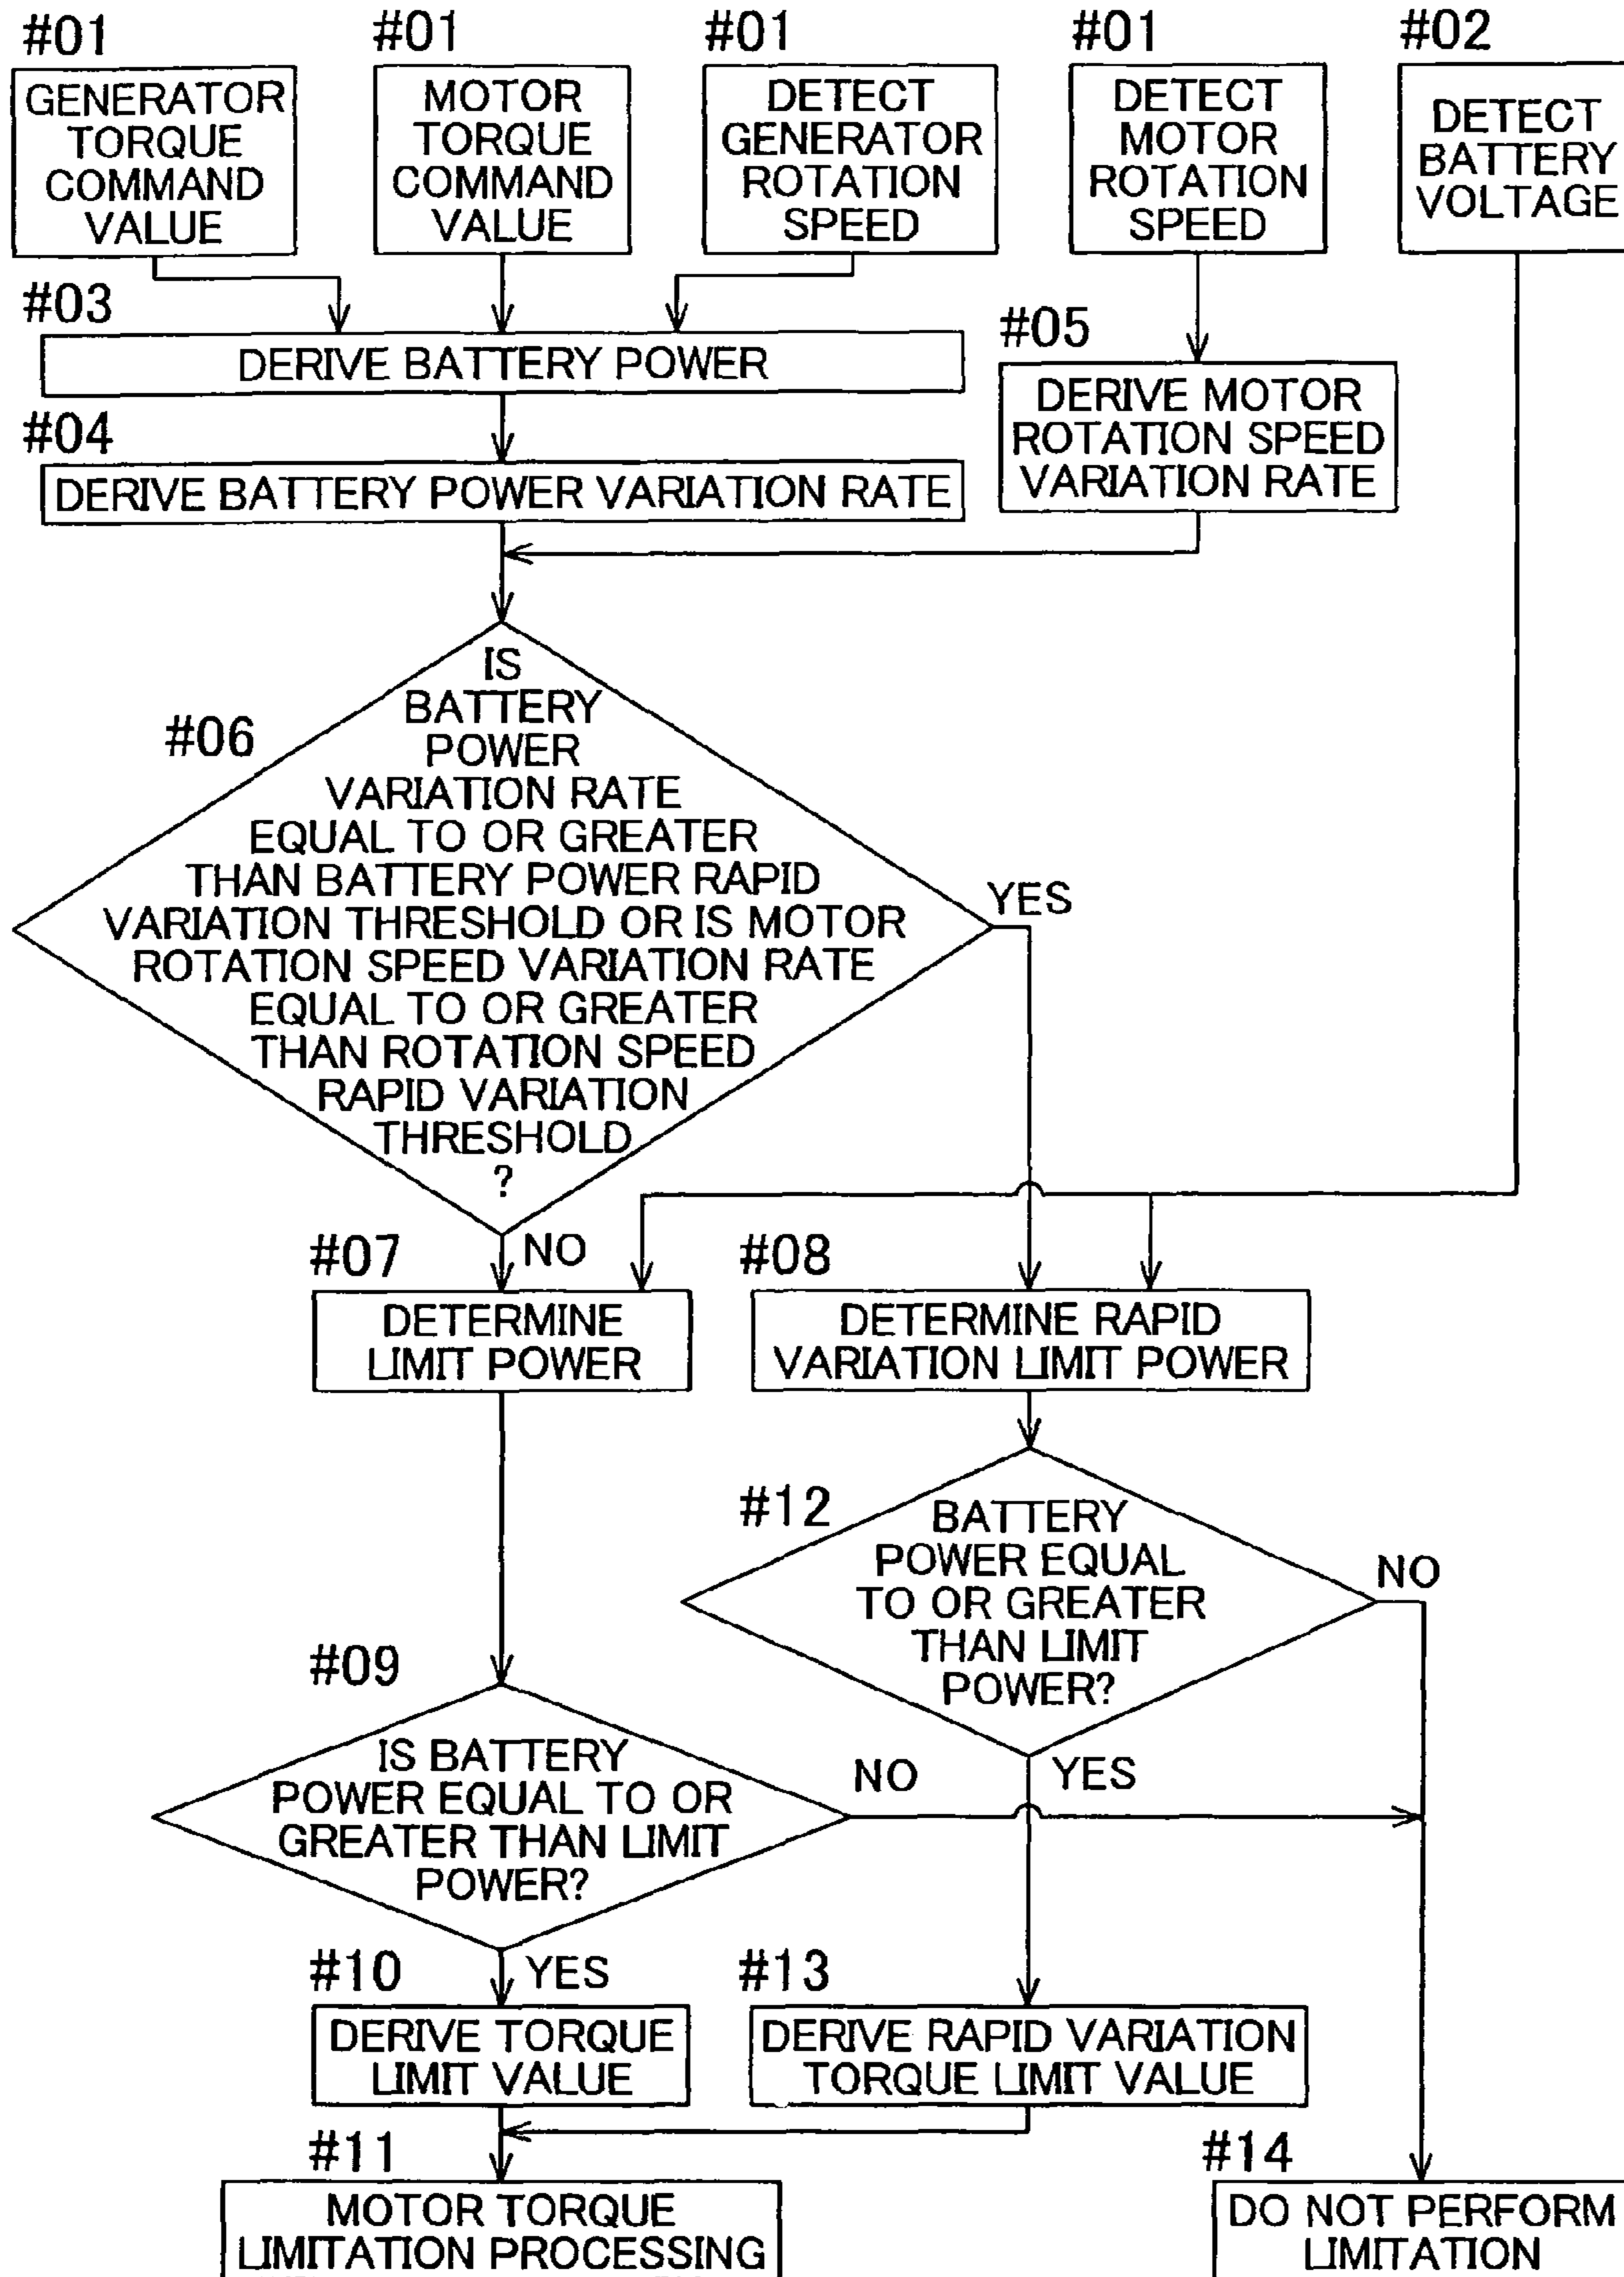 #01
GENERATOR
TORQUE
COMMAND
VALUE
#01
MOTOR
TORQUE
COMMAND
VALUE
#01
DETECT
GENERATOR
ROTATION
SPEED
#01
DETECT
MOTOR
ROTATION
SPEED
#02
DETECT
BATTERY
VOLTAGE
#03
DERIVE BATTERY POWER
#04
DERIVE BATTERY POWER VARIATION RATE
#05
DERIVE MOTOR
ROTATION SPEED
VARIATION RATE
#06
IS
BATTERY
POWER
VARIATION RATE
EQUAL TO OR GREATER
THAN BATTERY POWER RAPID
VARIATION THRESHOLD OR IS MOTOR
ROTATION SPEED VARIATION RATE
EQUAL TO OR GREATER
THAN ROTATION SPEED
RAPID VARIATION
THRESHOLD
?
YES
NO
#07
DETERMINE
LIMIT POWER
#08
DETERMINE RAPID
VARIATION LIMIT POWER
#12
BATTERY
POWER EQUAL
TO OR GREATER
THAN LIMIT
POWER?
NO
YES
#09
IS BATTERY
POWER EQUAL TO OR
GREATER THAN LIMIT
POWER?
NO
YES
#10
DERIVE TORQUE
LIMIT VALUE
#13
DERIVE RAPID VARIATION
TORQUE LIMIT VALUE
#11
MOTOR TORQUE
LIMITATION PROCESSING
#14
DO NOT PERFORM
LIMITATION